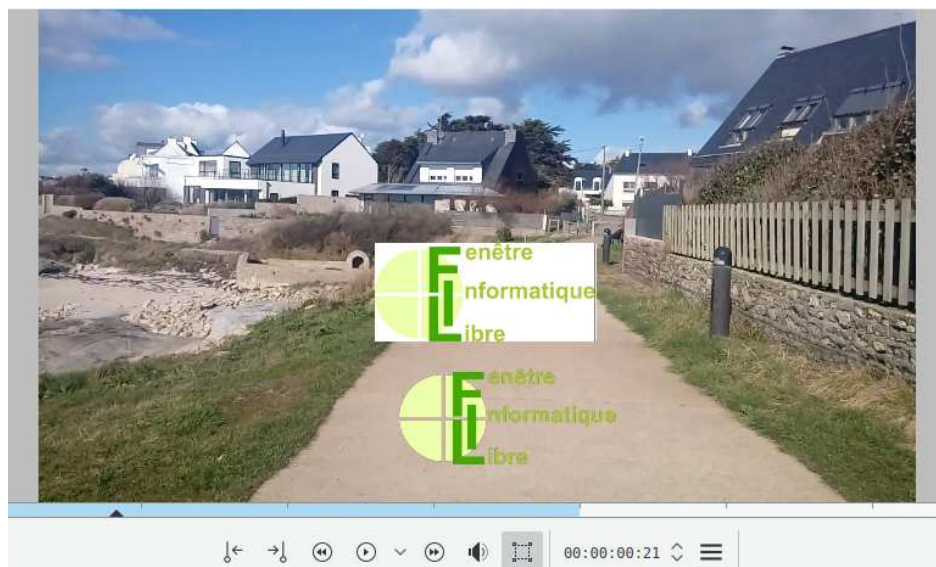 Fenêtre
Informatique
Libre
Fenêtre
Informatique
Libre
00:00:00:21